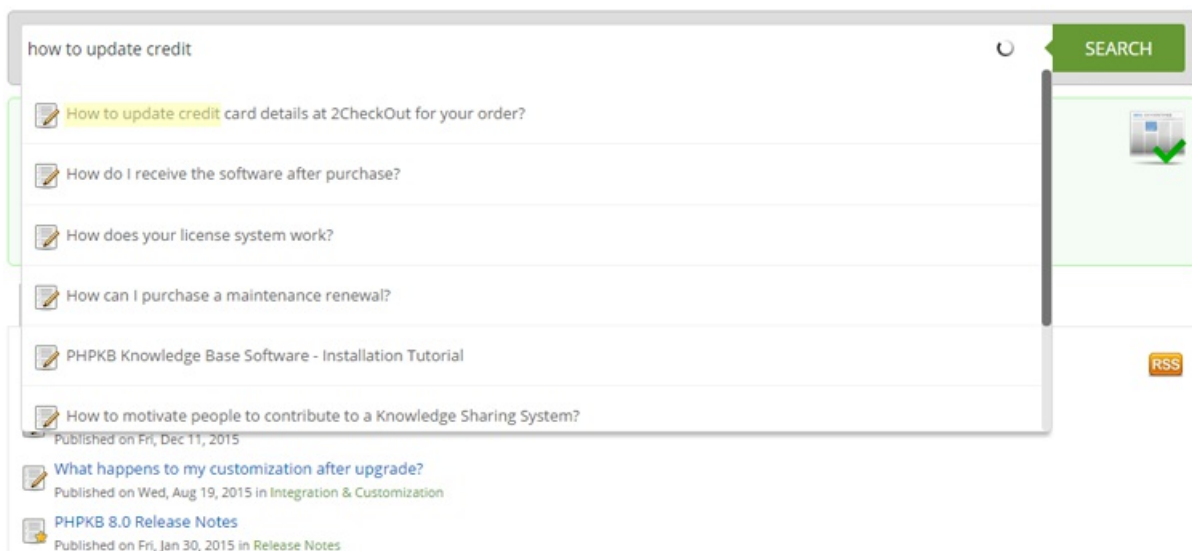 how to update credit
SEARCH
How to update credit card details at 2CheckOut for your order?
How do I receive the software after purchase?
How does your license system work?
How can I purchase a maintenance renewal?
PHPKB Knowledge Base Software - Installation Tutorial
RSS
How to motivate people to contribute to a Knowledge Sharing System?
Published on Fri, Dec 11, 2015
What happens to my customization after upgrade?
Published on Wed, Aug 19, 2015 in Integration & Customization
PHPKB 8.0 Release Notes
Published on Fri, Jan 30, 2015 in Release Notes